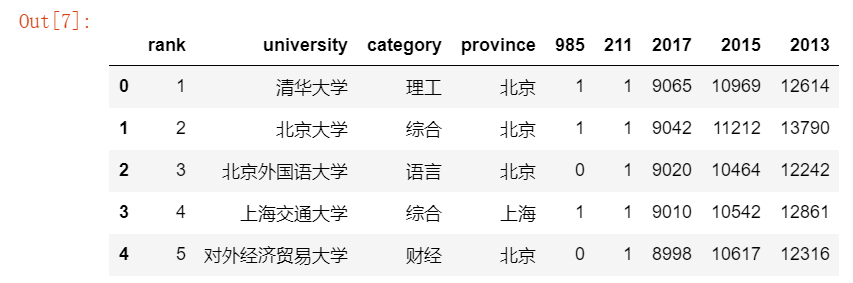 Out[7]:
rank university category province 985 211 2017 2015 2013
0 1 清华大学 理工 北京 1 1 9065 10969 12614
1 2 北京大学 综合 北京 1 1 9042 11212 13790
2 3 北京外国语大学 语言 北京 0 1 9020 10464 12242
3 4 上海交通大学 综合 上海 1 1 9010 10542 12861
4 5 对外经济贸易大学 财经 北京 0 1 8998 10617 12316